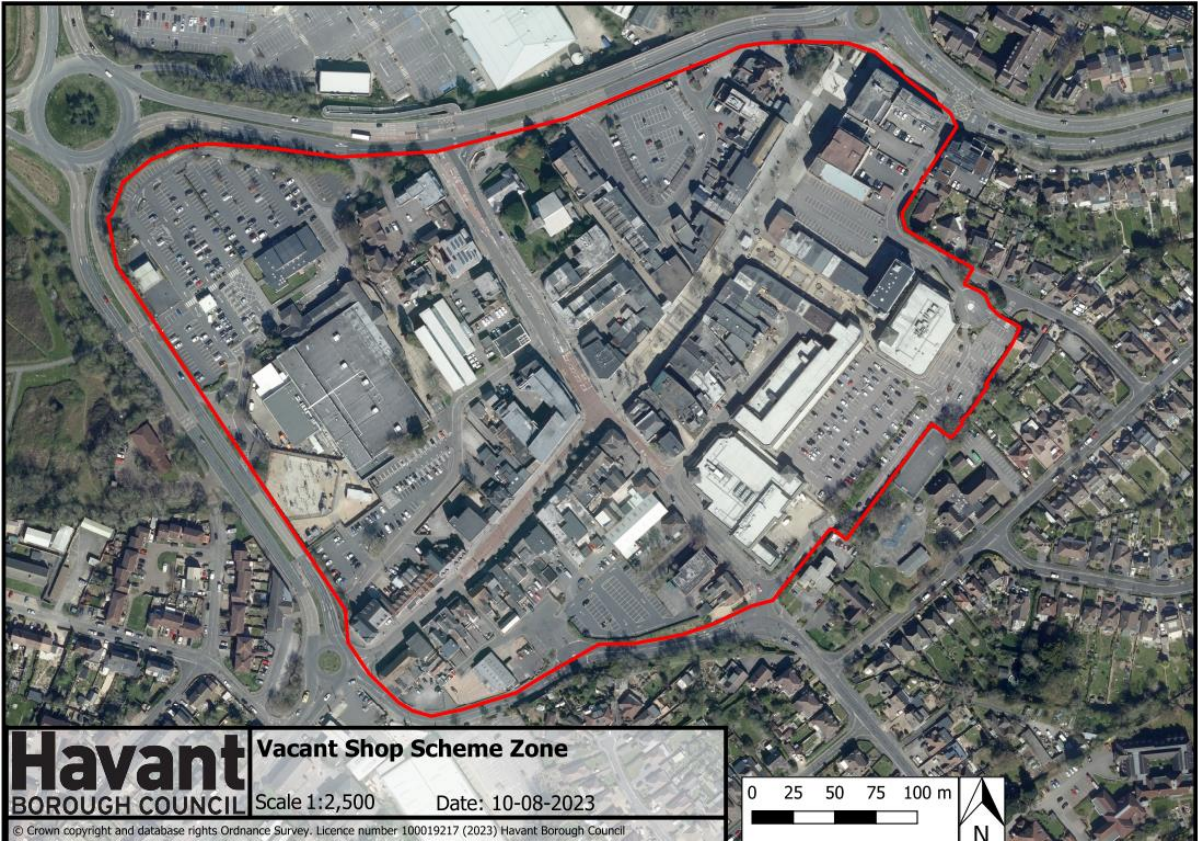 Havant
BOROUGH COUNCIL
Vacant Shop Scheme Zone
Scale 1:2,500 Date: 10-08-2023
© Crown copyright and database rights Ordnance Survey. Licence number 100019217 (2023) Havant Borough Council
0 25 50 75 100 m
N